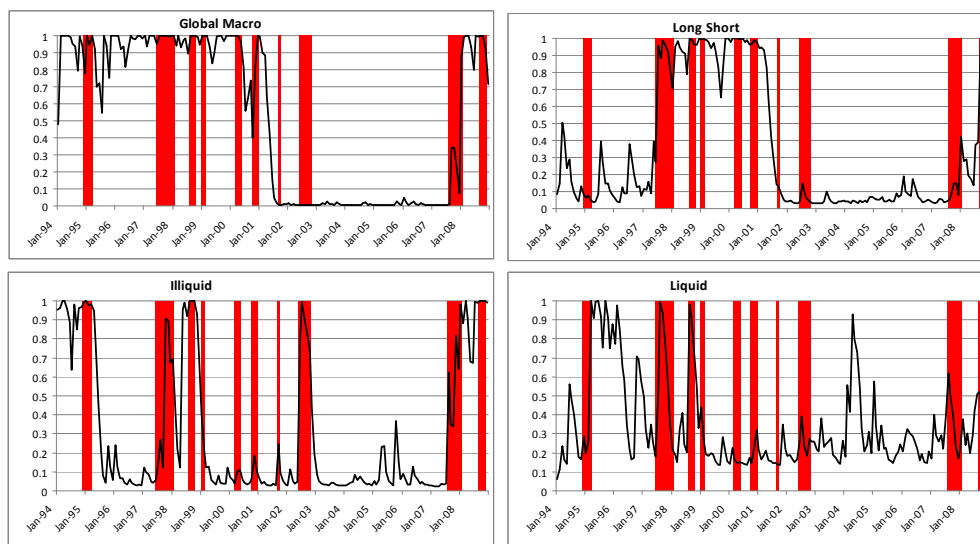 Global Macro
1
0.9
0.8
0.7
0.6
0.5
0.4
0.3
0.2
0.1
0
Jan-94
Jan-95
Jan-96
Jan-97
Jan-98
Jan-99
Jan-00
Jan-01
Jan-02
Jan-03
Jan-04
Jan-05
Jan-06
Jan-07
Jan-08
Long Short
1
0.9
0.8
0.7
0.6
0.5
0.4
0.3
0.2
0.1
0
Jan-94
Jan-95
Jan-96
Jan-97
Jan-98
Jan-99
Jan-00
Jan-01
Jan-02
Jan-03
Jan-04
Jan-05
Jan-06
Jan-07
Jan-08
Illiquid
1
0.9
0.8
0.7
0.6
0.5
0.4
0.3
0.2
0.1
0
Jan-94
Jan-95
Jan-96
Jan-97
Jan-98
Jan-99
Jan-00
Jan-01
Jan-02
Jan-03
Jan-04
Jan-05
Jan-06
Jan-07
Jan-08
Liquid
1
0.9
0.8
0.7
0.6
0.5
0.4
0.3
0.2
0.1
0
Jan-94
Jan-95
Jan-96
Jan-97
Jan-98
Jan-99
Jan-00
Jan-01
Jan-02
Jan-03
Jan-04
Jan-05
Jan-06
Jan-07
Jan-08